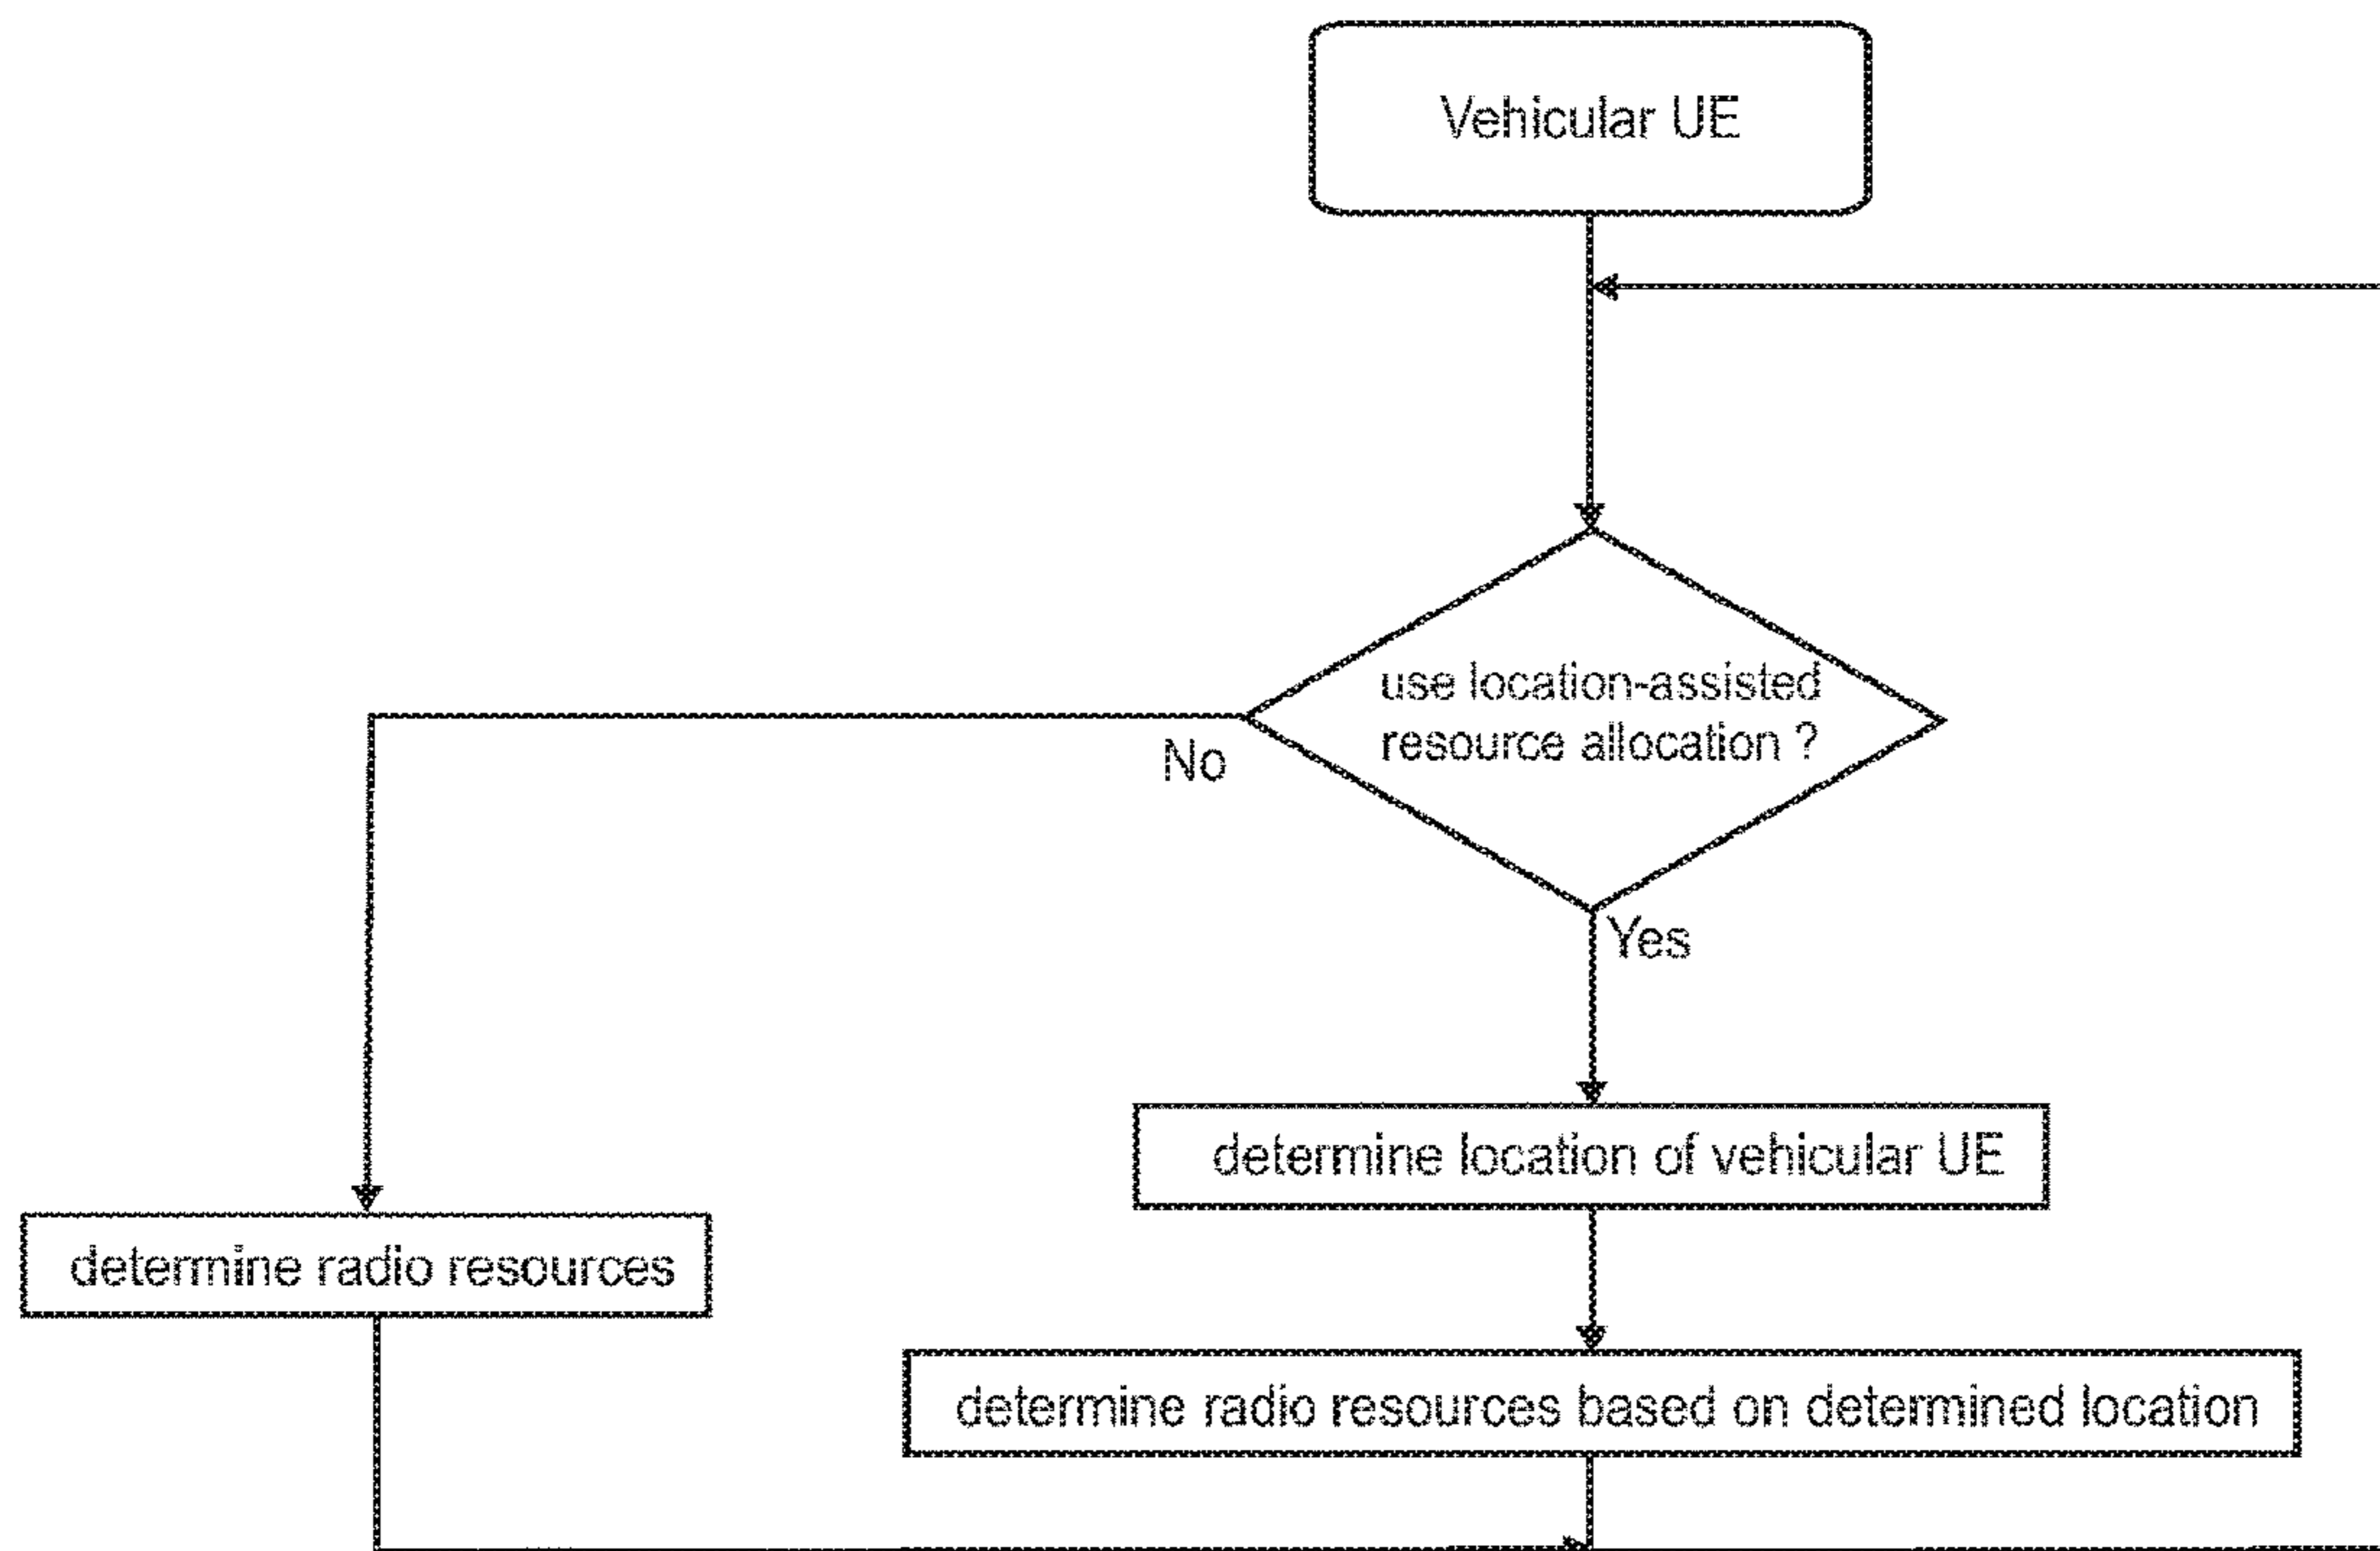 Vehicular UE
use location-assisted
resource allocation ?
No
Yes
determine location of vehicular UE
determine radio resources
determine radio resources based on determined location